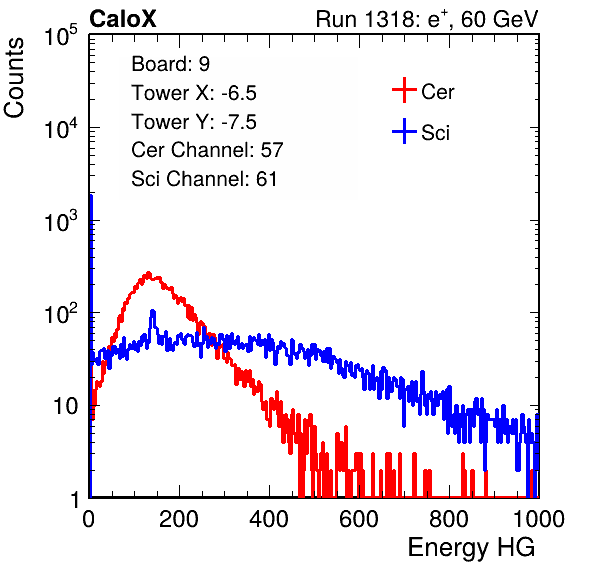 CaloX Run 1318: e⁺, 60 GeV
Counts
10⁵
10⁴
10³
10²
10
1
Board: 9
Tower X: -6.5
Tower Y: -7.5
Cer Channel: 57
Sci Channel: 61
Cer
Sci
0 200 400 600 800 1000
Energy HG